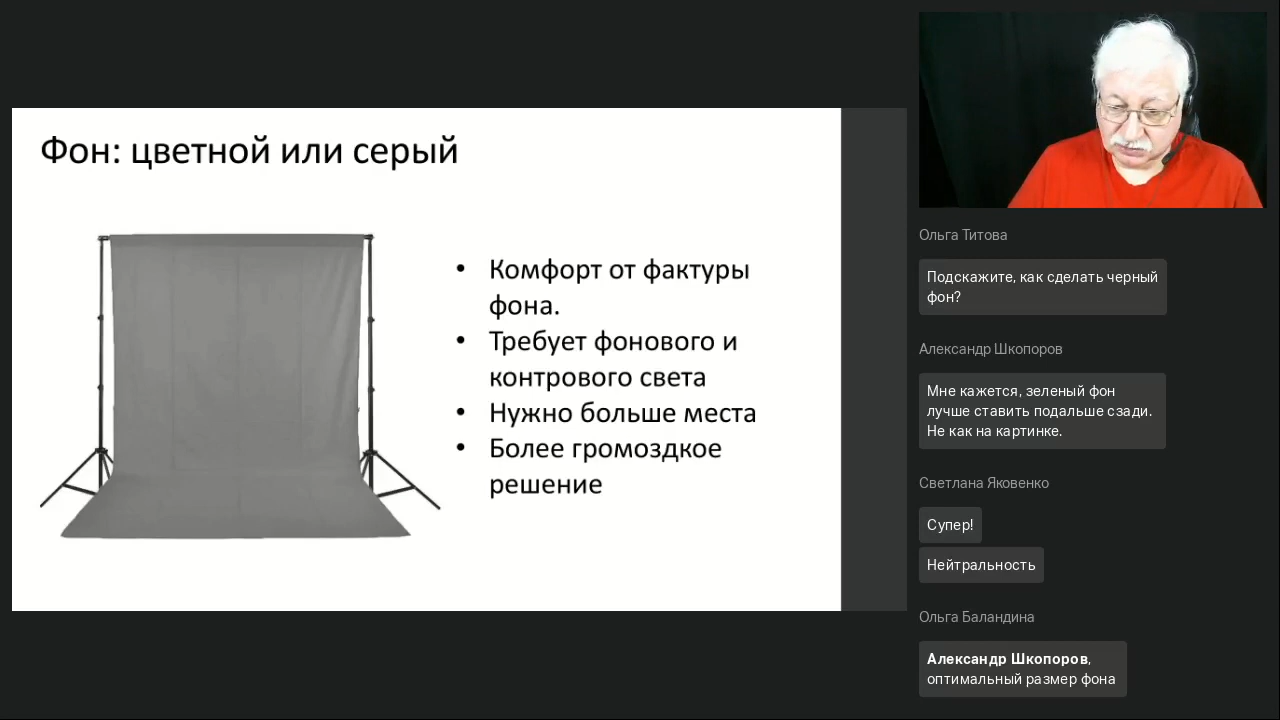 Фон: цветной или серый
• Комфорт от фактуры
фона.
• Требует фонового и
контрового света
• Нужно больше места
• Более громоздкое
решение
Ольга Титова
Подскажите, как сделать черный
фон?
Александр Шкопоров
Мне кажется, зеленый фон
лучше ставить подальше сзади.
Не как на картинке.
Светлана Яковенко
Супер!
Нейтральность
Ольга Баландина
Александр Шкопоров,
оптимальный размер фона